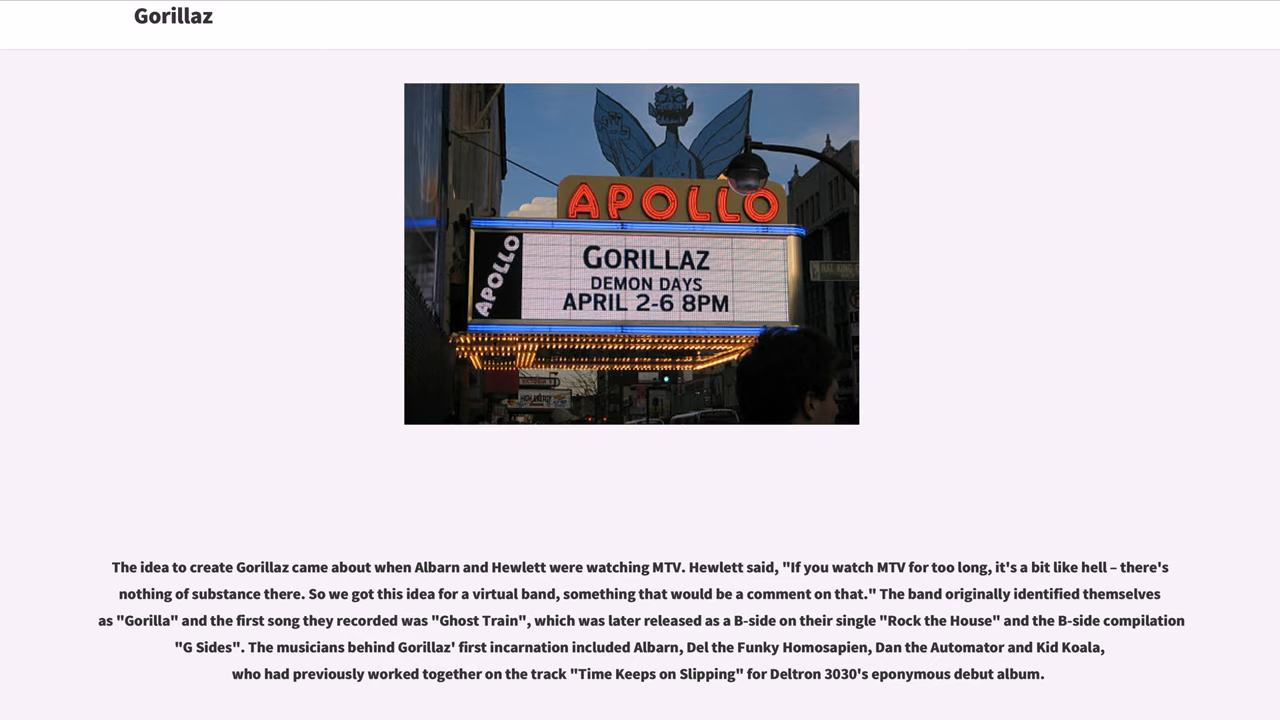 Gorillaz
APOLLO
APOLLO
GORILLAZ
DEMON DAYS
APRIL 2-6 8PM
The idea to create Gorillaz came about when Albarn and Hewlett were watching MTV. Hewlett said, "If you watch MTV for too long, it's a bit like hell – there's
nothing of substance there. So we got this idea for a virtual band, something that would be a comment on that." The band originally identified themselves
as "Gorilla" and the first song they recorded was "Ghost Train", which was later released as a B-side on their single "Rock the House" and the B-side compilation
"G Sides". The musicians behind Gorillaz' first incarnation included Albarn, Del the Funky Homosapien, Dan the Automator and Kid Koala,
who had previously worked together on the track "Time Keeps on Slipping" for Deltron 3030's eponymous debut album.